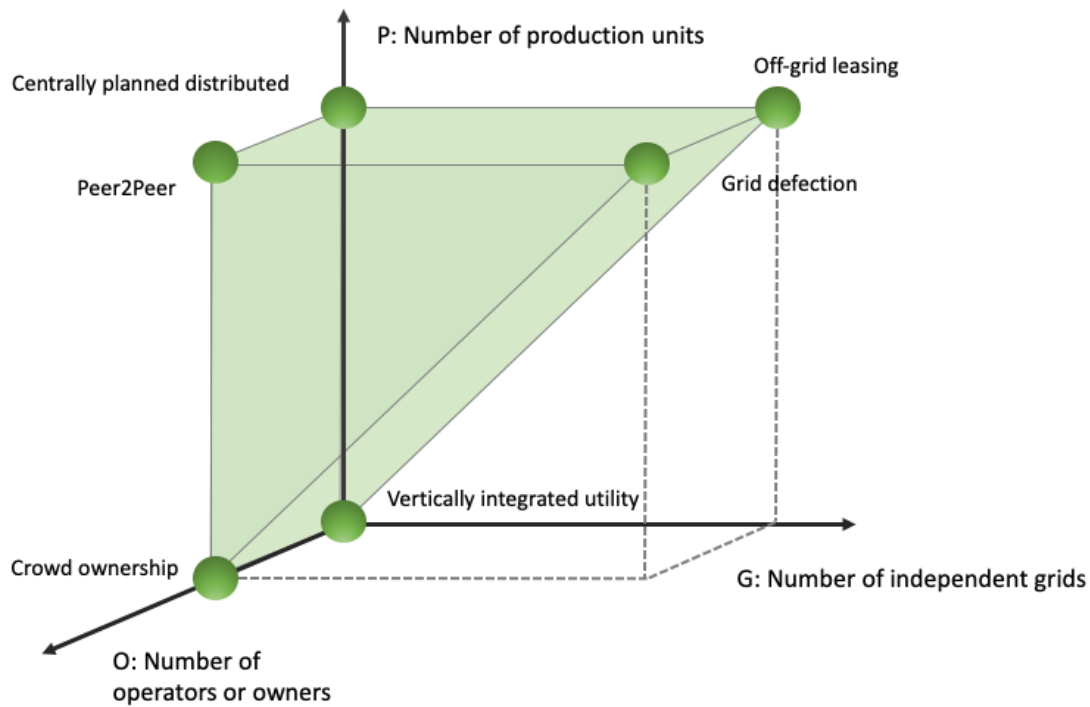 P: Number of production units
Off-grid leasing
Centrally planned distributed
Peer2Peer
Grid defection
Vertically integrated utility
Crowd ownership
G: Number of independent grids
O: Number of
operators or owners